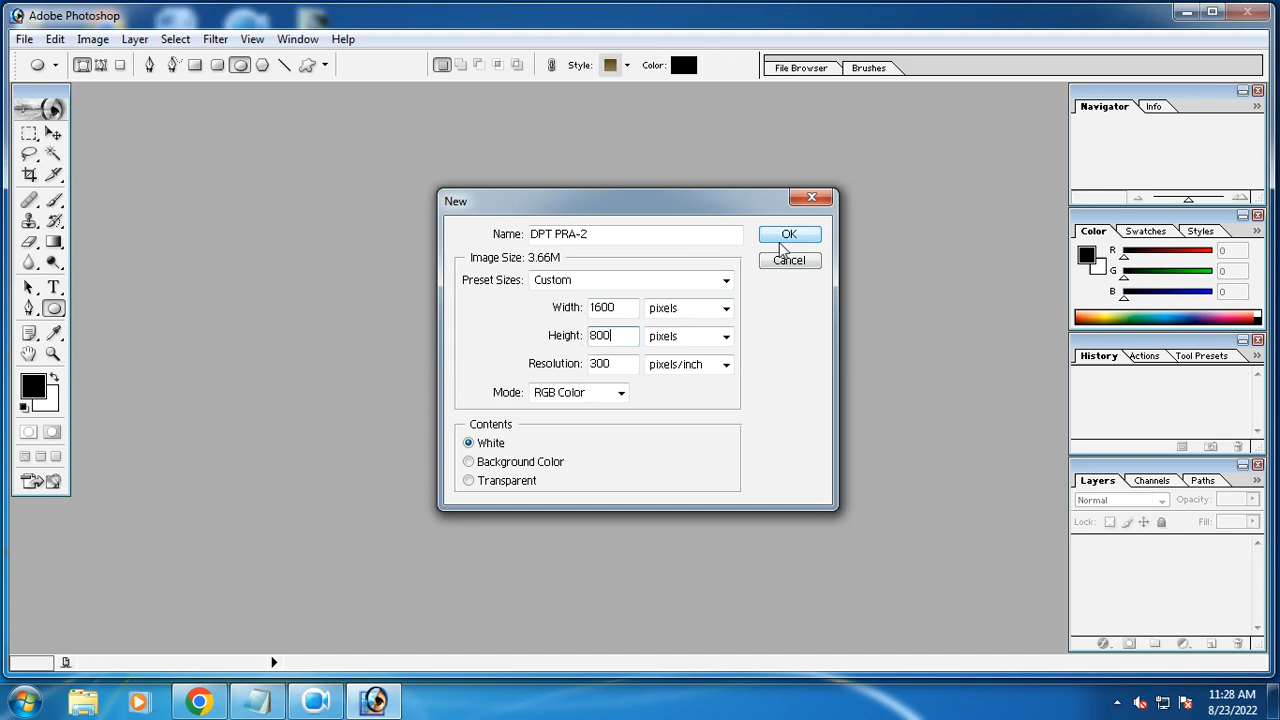 Adobe Photoshop
File Edit Image Layer Select Filter View Window Help
Style: Color: File Browser Brushes
Navigator Info
New
Name: DPT PRA-2 OK
Image Size: 3.66M Cancel
Preset Sizes: Custom
Width: 1600 pixels
Height: 800 pixels
Resolution: 300 pixels/inch
Mode: RGB Color
Contents
White
Background Color
Transparent
Color Swatches Styles
R 0
G 0
B 0
History Actions Tool Presets
Layers Channels Paths
Normal Opacity:
Lock: Fill:
T
11:28 AM
8/23/2022